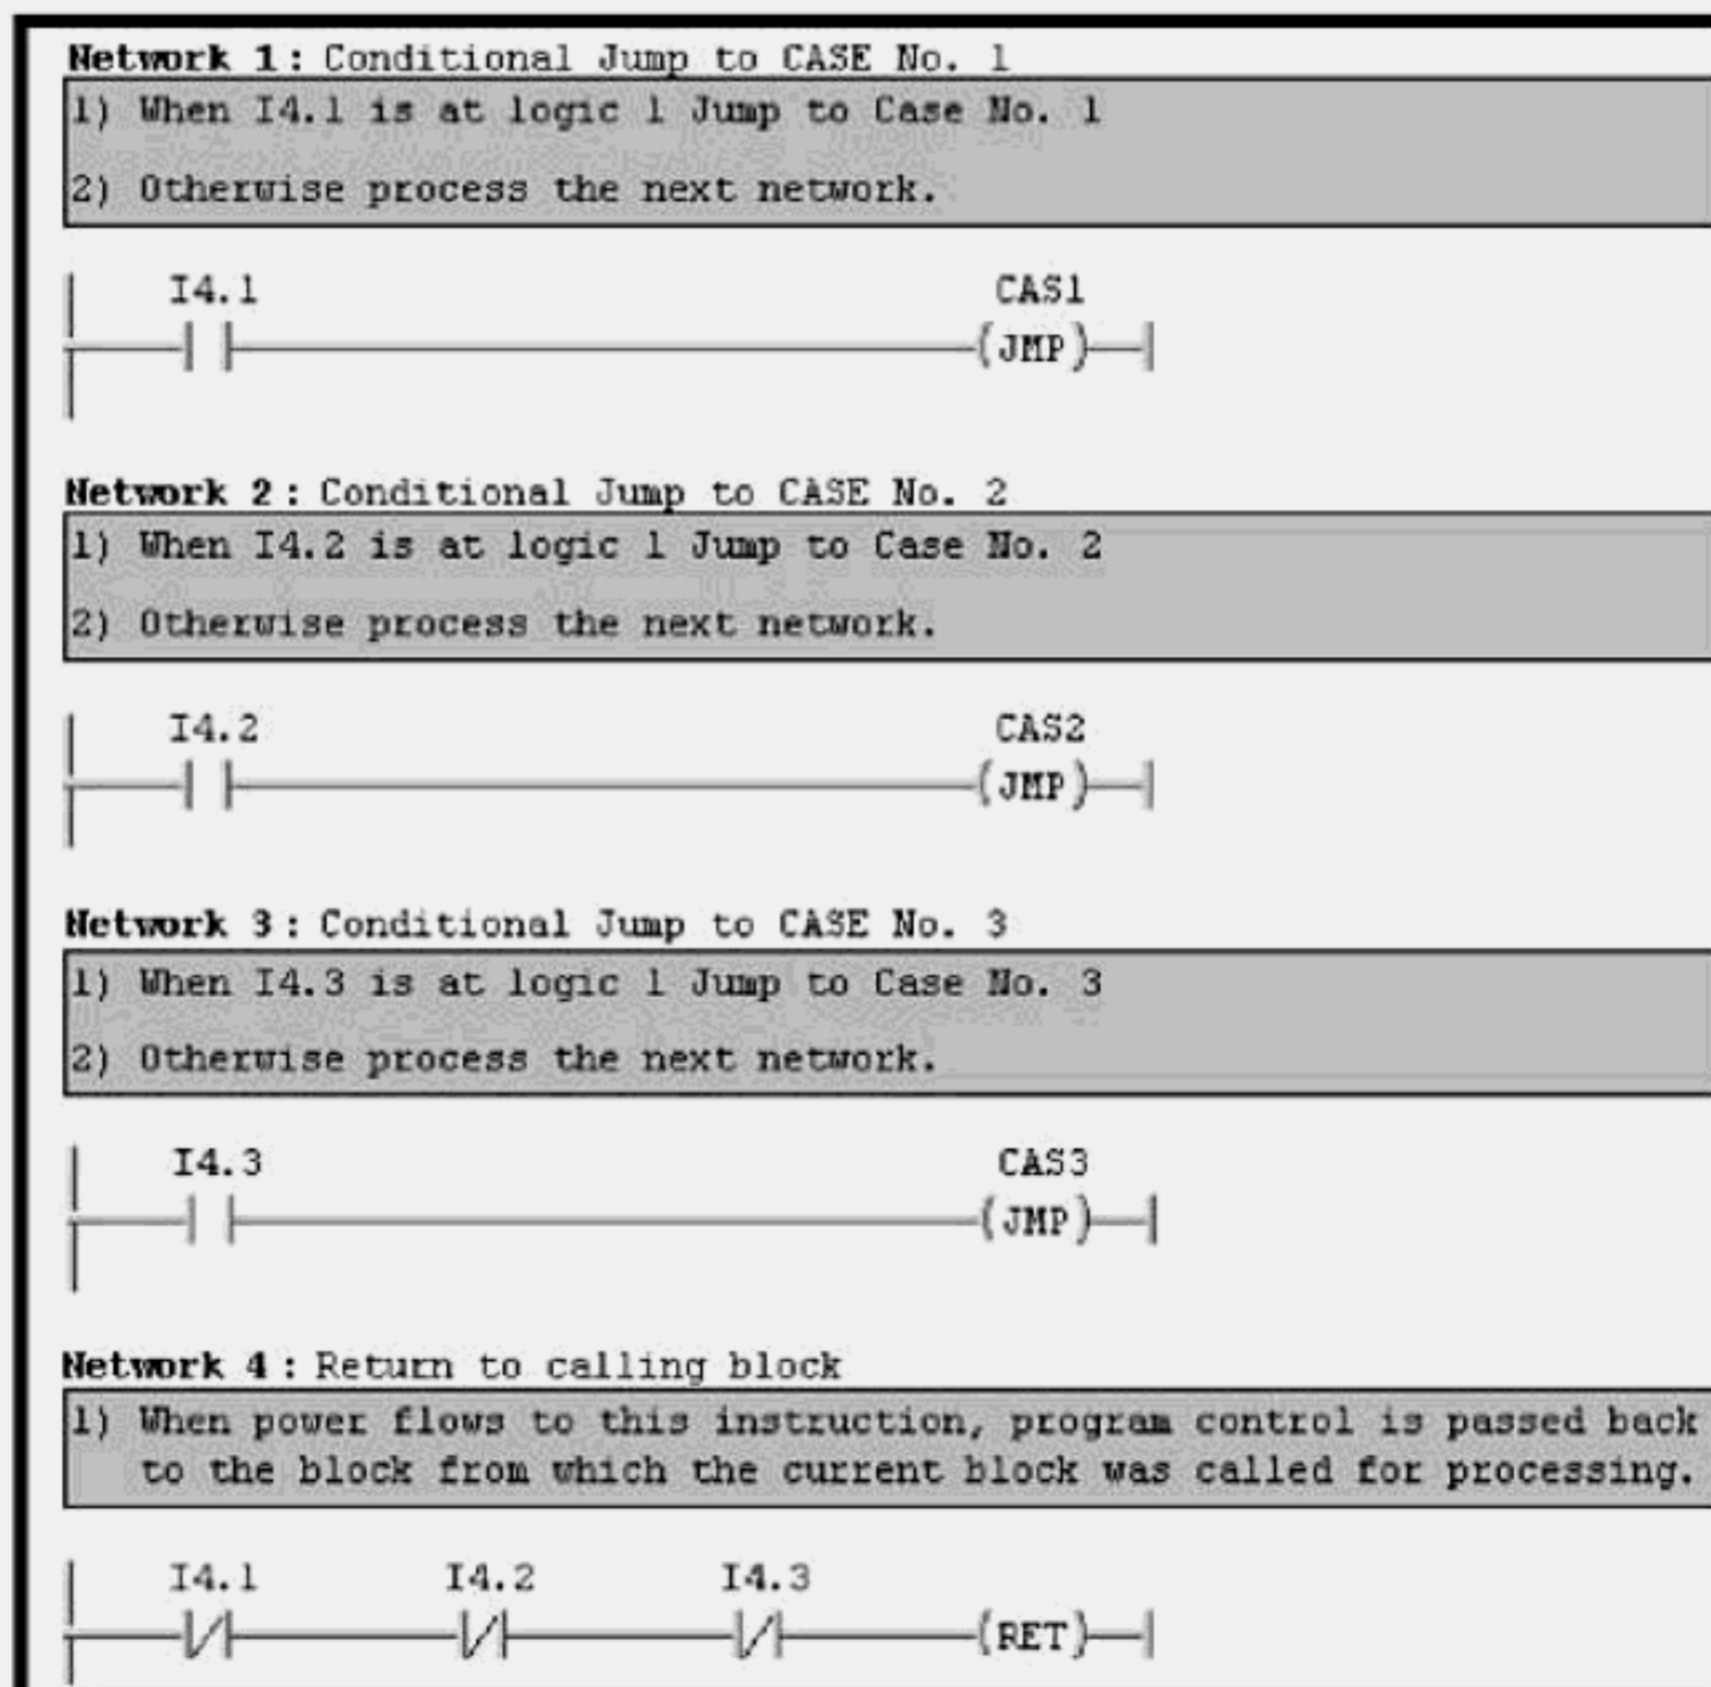 Network 1: Conditional Jump to CASE No. 1
1) When I4.1 is at logic 1 Jump to Case No. 1
2) Otherwise process the next network.
I4.1 CAS1
(JMP)
Network 2: Conditional Jump to CASE No. 2
1) When I4.2 is at logic 1 Jump to Case No. 2
2) Otherwise process the next network.
I4.2 CAS2
(JMP)
Network 3: Conditional Jump to CASE No. 3
1) When I4.3 is at logic 1 Jump to Case No. 3
2) Otherwise process the next network.
I4.3 CAS3
(JMP)
Network 4: Return to calling block
1) When power flows to this instruction, program control is passed back
to the block from which the current block was called for processing.
I4.1 I4.2 I4.3
(RET)